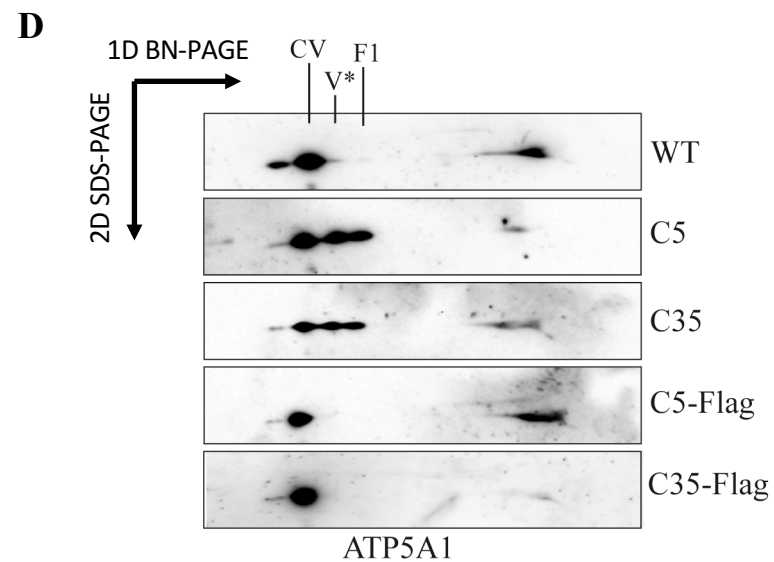 D
1D BN-PAGE
CV
V*
F1
2D SDS-PAGE
WT
C5
C35
C5-Flag
C35-Flag
ATP5A1